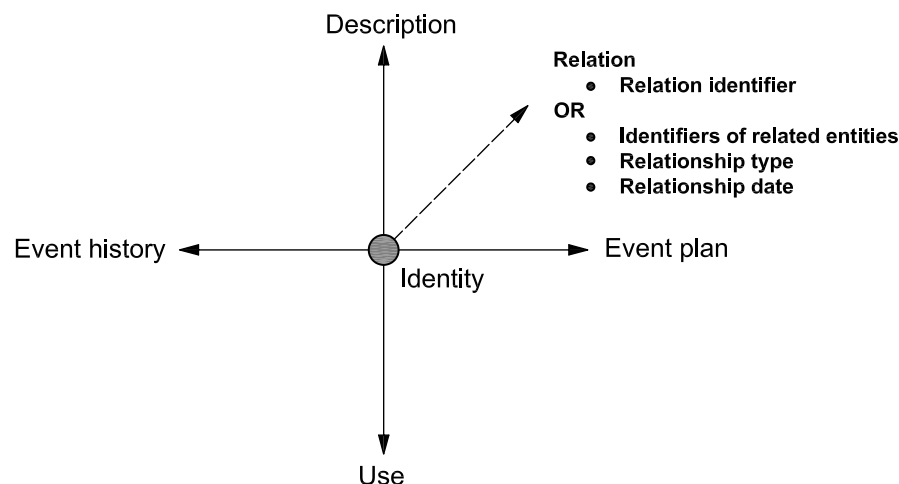 Description
Relation
Relation identifier
OR
Identifiers of related entities
Relationship type
Relationship date
Event history
Event plan
Identity
Use